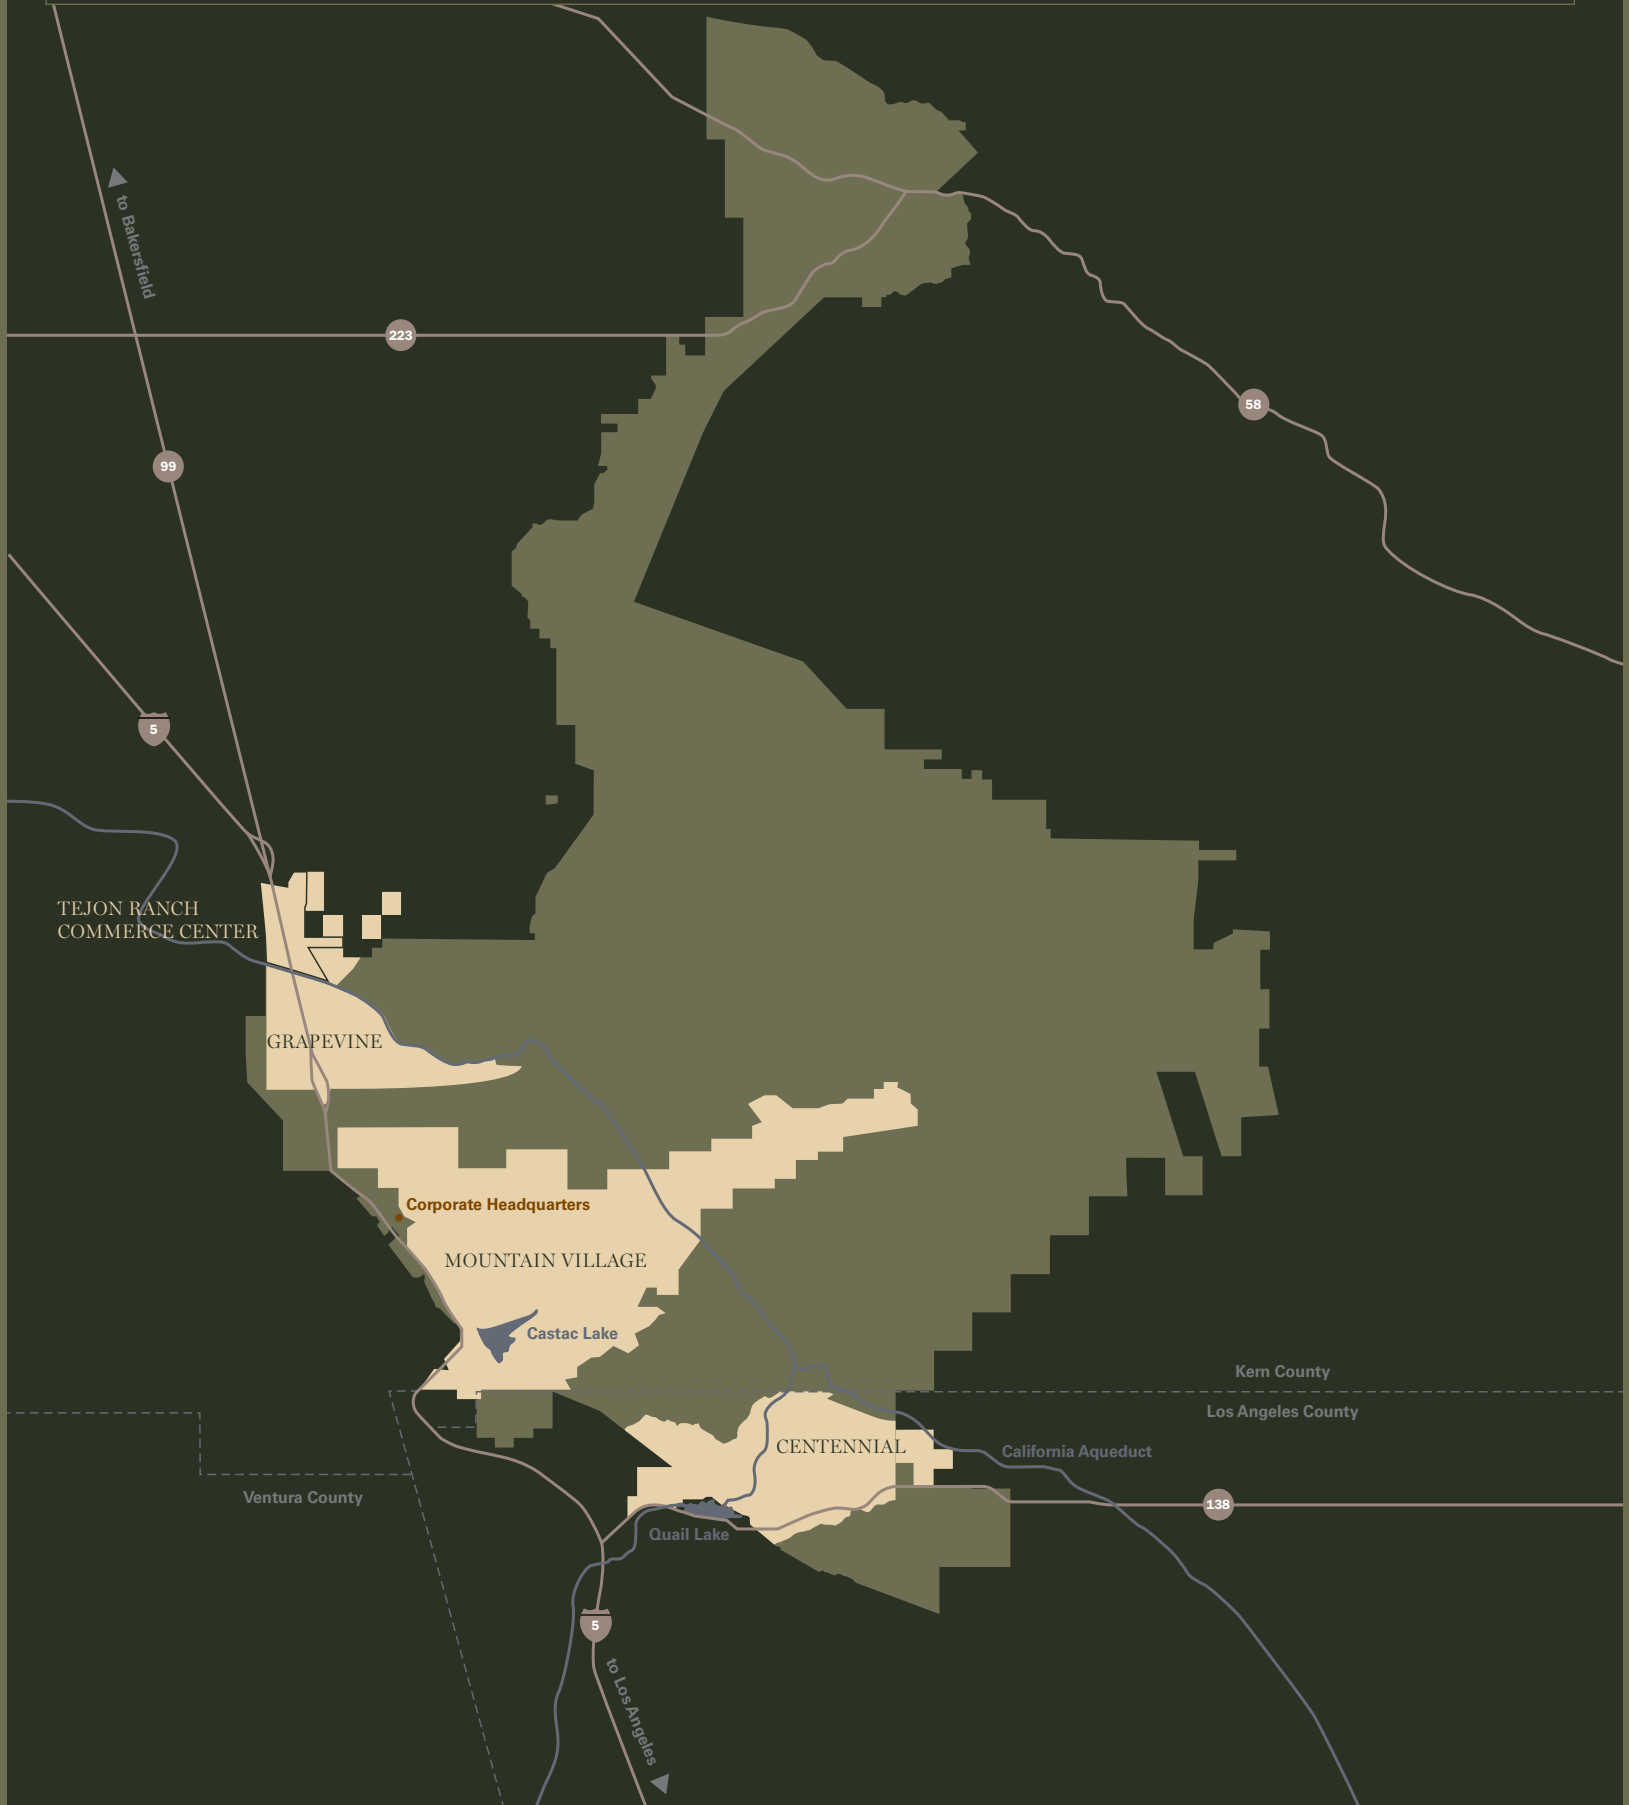 to Bakersfield
223
58
99
5
TEJON RANCH
COMMERCE CENTER
GRAPEVINE
Corporate Headquarters
MOUNTAIN VILLAGE
Castac Lake
Kern County
Los Angeles County
CENTENNIAL
California Aqueduct
Ventura County
138
Quail Lake
5
to Los Angeles